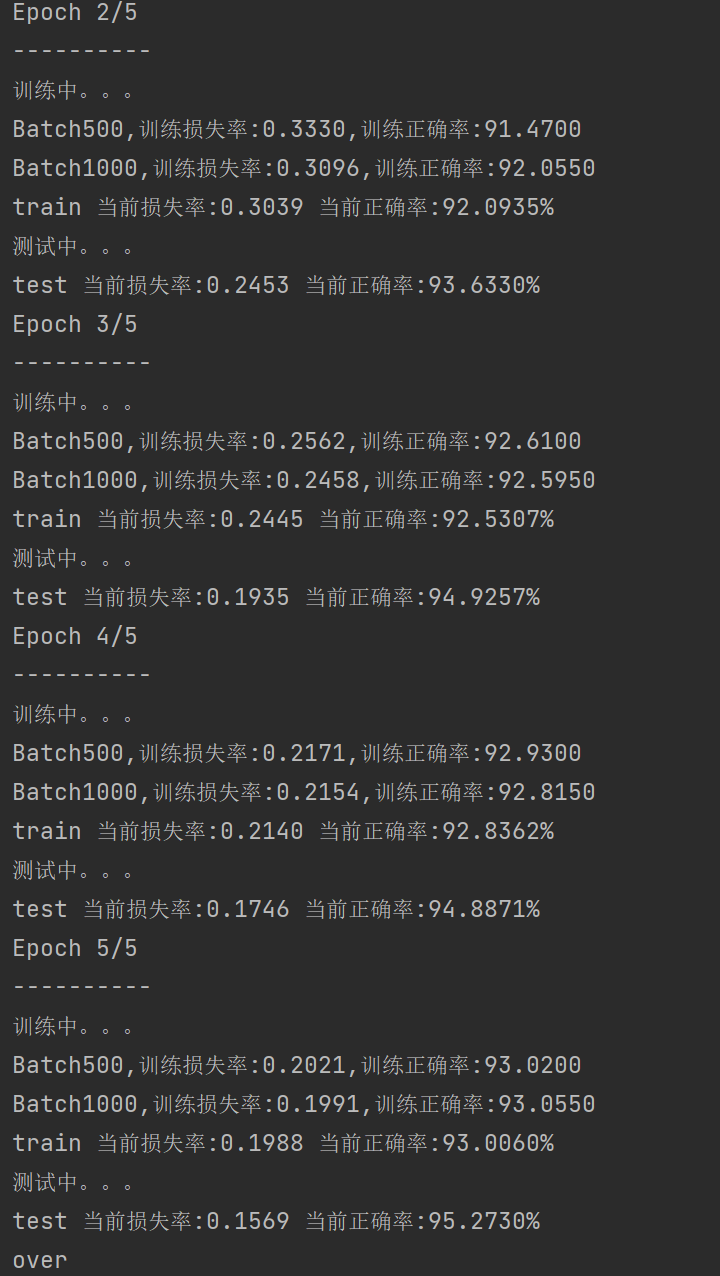 Epoch 2/5
----------
训练中。。。
Batch500,训练损失率:0.3330,训练正确率:91.4700
Batch1000,训练损失率:0.3096,训练正确率:92.0550
train 当前损失率:0.3039 当前正确率:92.0935%
测试中。。。
test 当前损失率:0.2453 当前正确率:93.6330%
Epoch 3/5
----------
训练中。。。
Batch500,训练损失率:0.2562,训练正确率:92.6100
Batch1000,训练损失率:0.2458,训练正确率:92.5950
train 当前损失率:0.2445 当前正确率:92.5307%
测试中。。。
test 当前损失率:0.1935 当前正确率:94.9257%
Epoch 4/5
----------
训练中。。。
Batch500,训练损失率:0.2171,训练正确率:92.9300
Batch1000,训练损失率:0.2154,训练正确率:92.8150
train 当前损失率:0.2140 当前正确率:92.8362%
测试中。。。
test 当前损失率:0.1746 当前正确率:94.8871%
Epoch 5/5
----------
训练中。。。
Batch500,训练损失率:0.2021,训练正确率:93.0200
Batch1000,训练损失率:0.1991,训练正确率:93.0550
train 当前损失率:0.1988 当前正确率:93.0060%
测试中。。。
test 当前损失率:0.1569 当前正确率:95.2730%
over